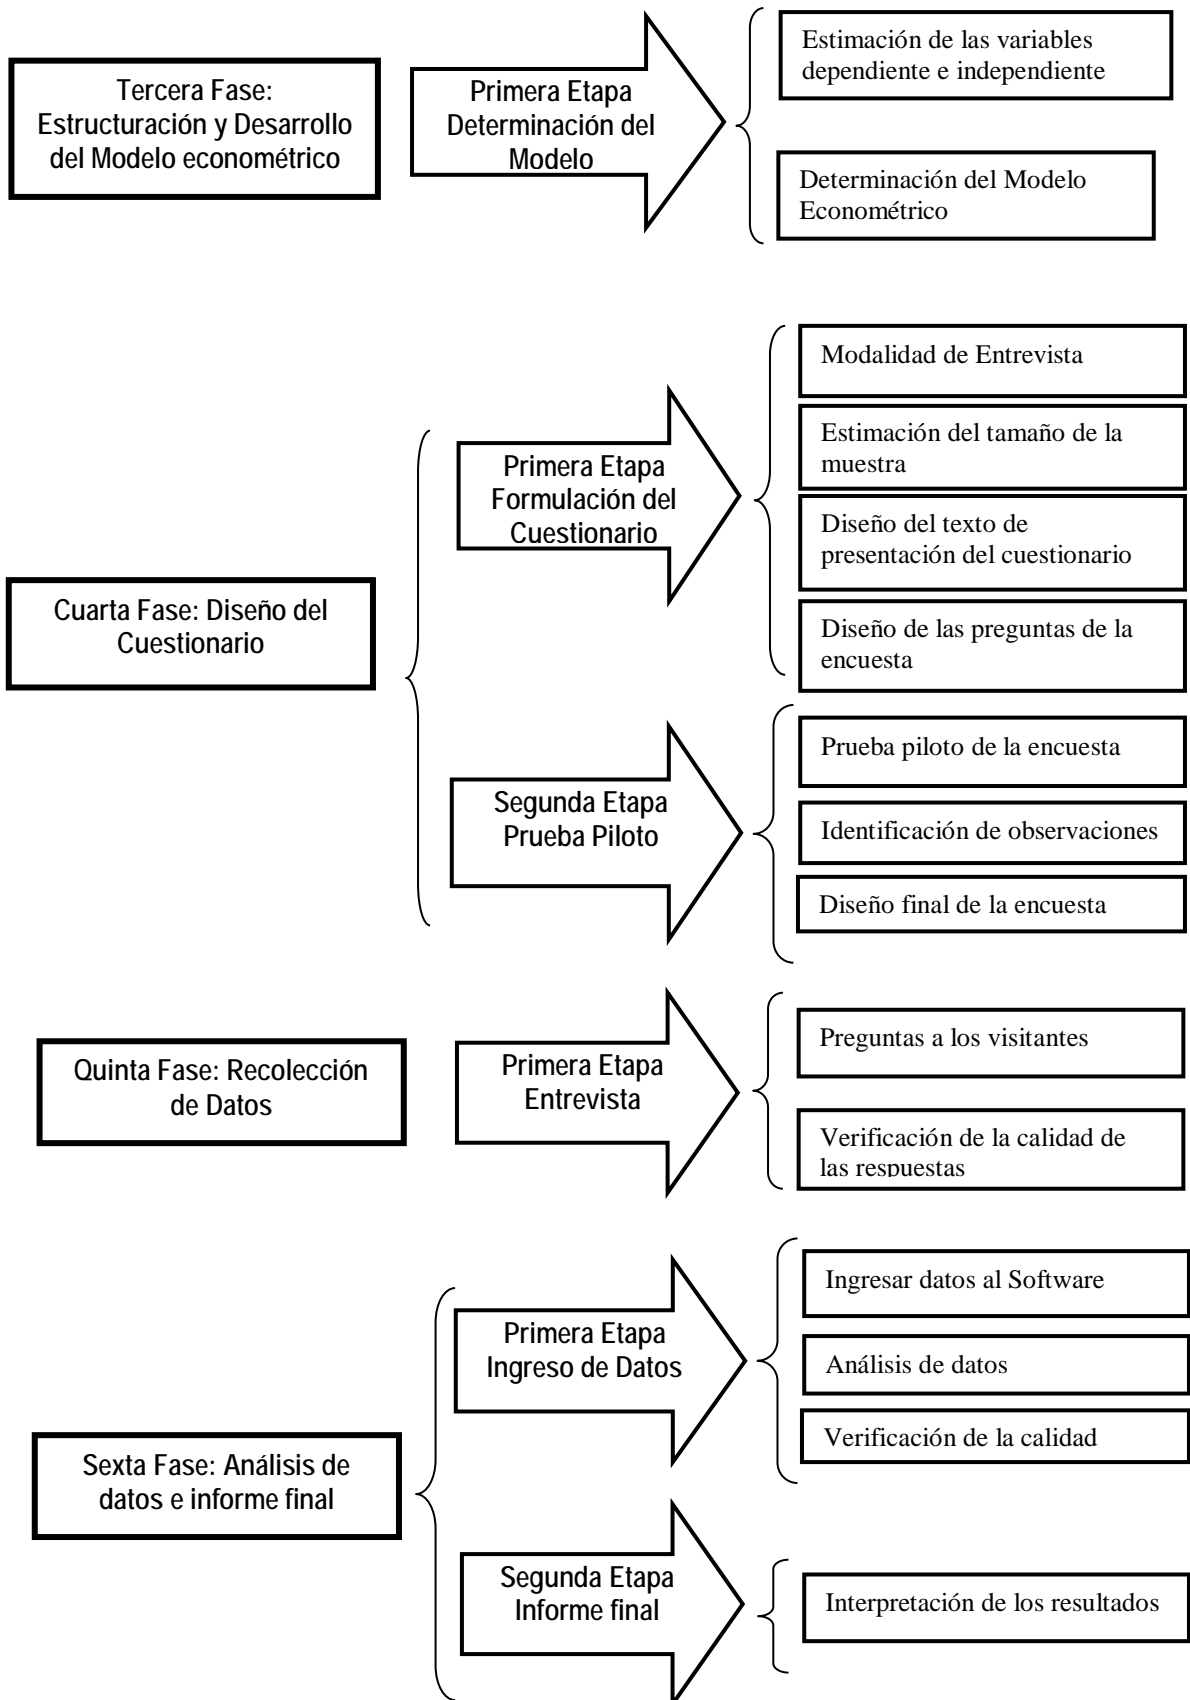 Tercera Fase:
Estructuración y Desarrollo
del Modelo econométrico
Primera Etapa
Determinación del
Modelo
Estimación de las variables
dependiente e independiente
Determinación del Modelo
Econométrico
Cuarta Fase: Diseño del
Cuestionario
Primera Etapa
Formulación del
Cuestionario
Modalidad de Entrevista
Estimación del tamaño de la
muestra
Diseño del texto de
presentación del cuestionario
Diseño de las preguntas de la
encuesta
Segunda Etapa
Prueba Piloto
Prueba piloto de la encuesta
Identificación de observaciones
Diseño final de la encuesta
Quinta Fase: Recolección
de Datos
Primera Etapa
Entrevista
Preguntas a los visitantes
Verificación de la calidad de
las respuestas
Sexta Fase: Análisis de
datos e informe final
Primera Etapa
Ingreso de Datos
Ingresar datos al Software
Análisis de datos
Verificación de la calidad
Segunda Etapa
Informe final
Interpretación de los resultados